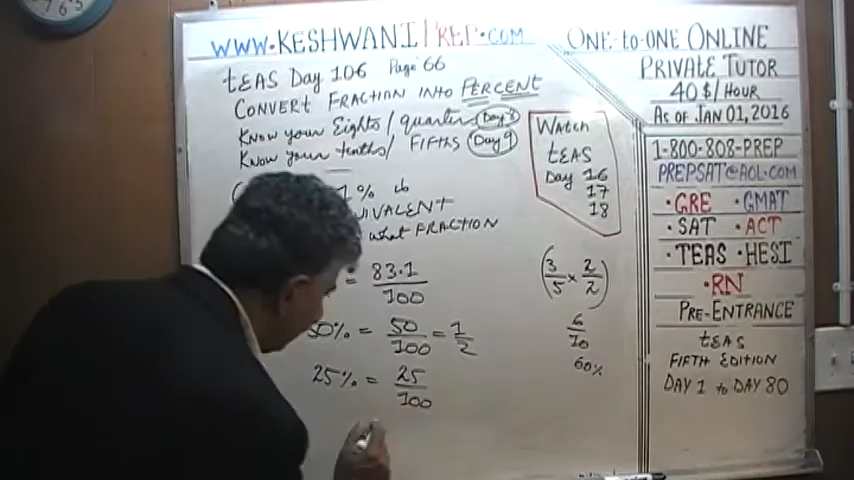 WWW.KESHWANIPREP.COM
tEAS Day 106 Page 66
CONVERT FRACTION INTO PERCENT
KNOW YOUR Eights / quarters Day 8
KNOW YOUR tenths / FIFTHS Day 9
1% is
EQUIVALENT
what FRACTION
= 83.1
100
50% = 50 = 1
100 2
25% = 25
100
WATCH
tEAS
DAY 16
17
18
(3 × 2)
5 2
6
10
60%
ONE-to-ONE ONLINE
PRIVATE TUTOR
40$/HOUR
AS OF JAN 01, 2016
1-800-808-PREP
PREPSAT@AOL.COM
•GRE •GMAT
•SAT •ACT
•TEAS •HESI
•RN
PRE-ENTRANCE
tEAS
FIFTH EDITION
DAY 1 to DAY 80